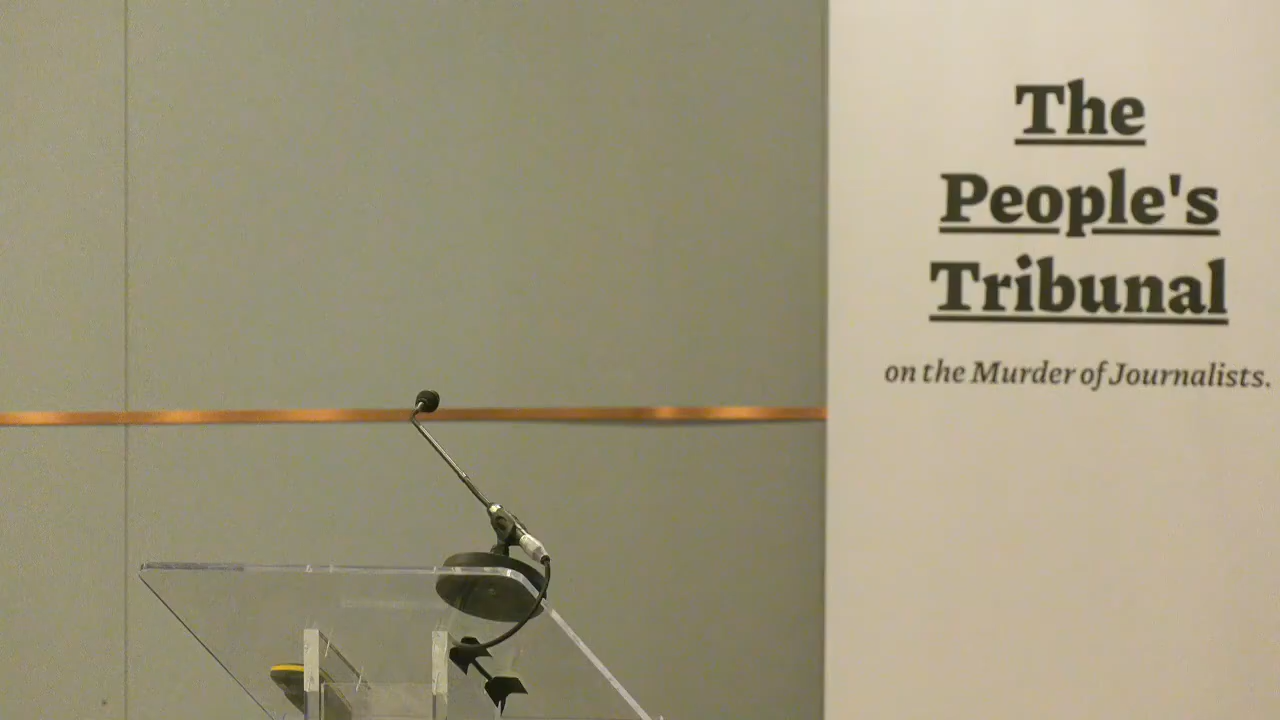 The
People's
Tribunal
on the Murder of Journalists.